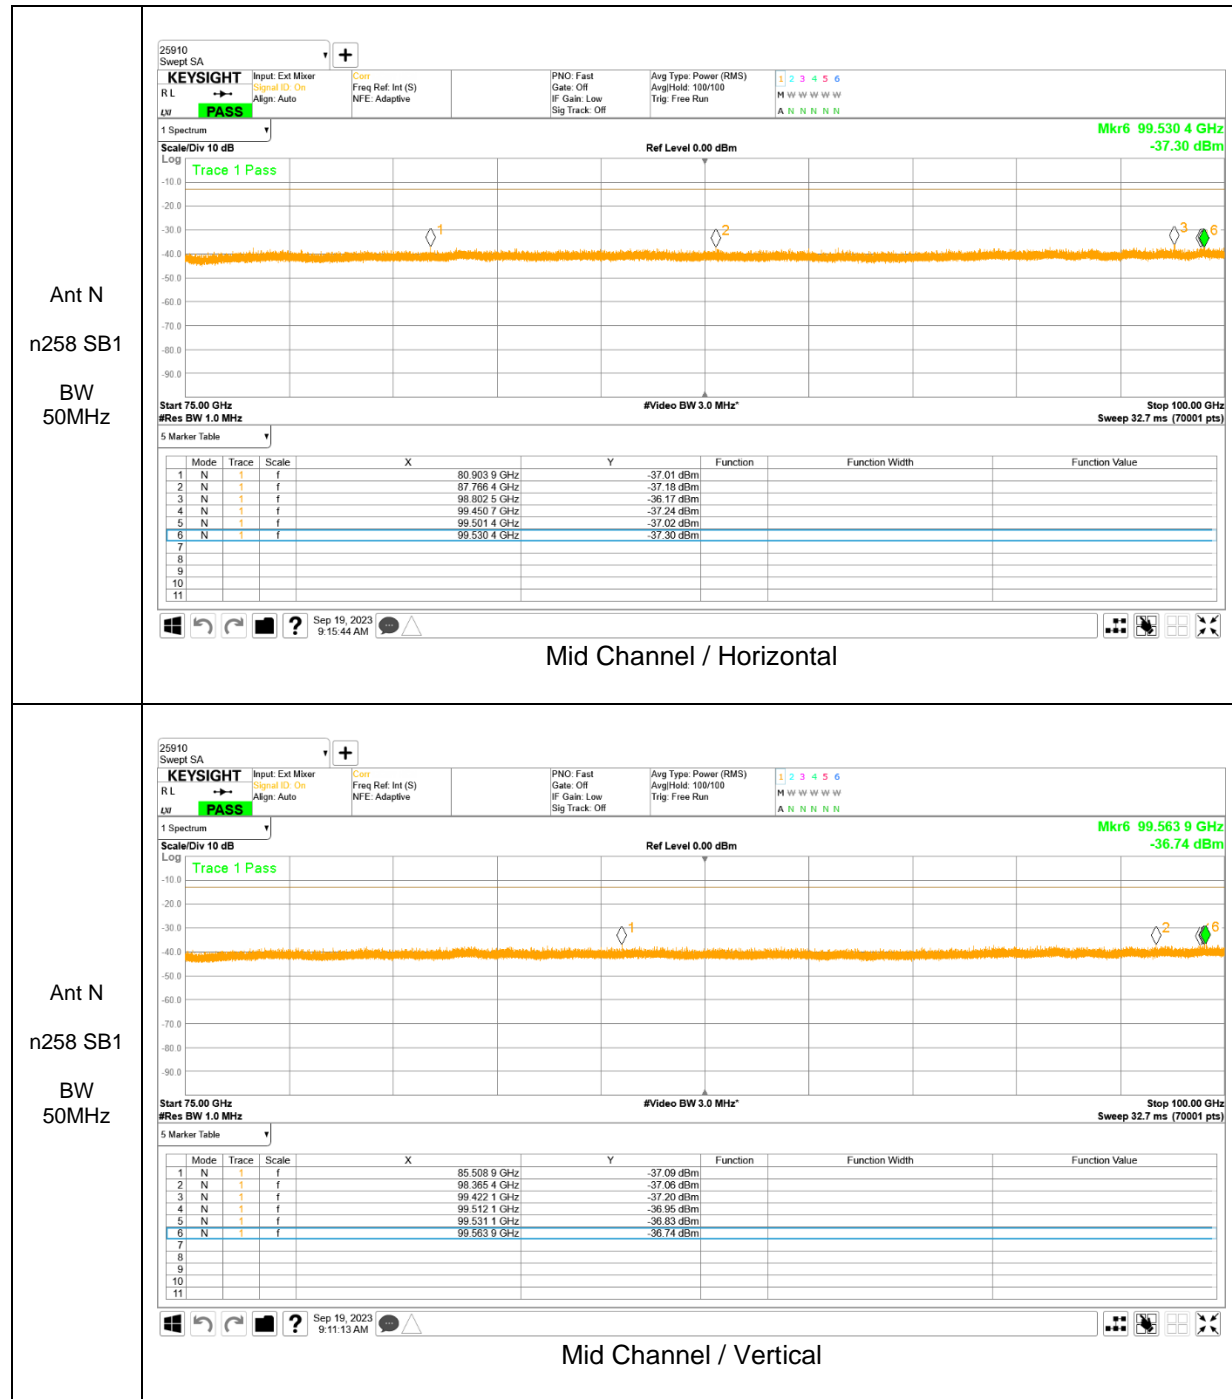 Ant N
n258 SB1
BW
50MHz
25910
Swept SA
KEYSIGHT Input: Ext Mixer Corr PNO: Fast Avg Type: Power (RMS) 1 2 3 4 5 6
R L Signal ID: On Freq Ref: Int (S) Gate: Off Avg|Hold: 100/100 M W W W W W
Align: Auto NFE: Adaptive IF Gain: Low Trig: Free Run
LXI PASS Sig Track: Off A N N N N N
1 Spectrum Mkr6 99.530 4 GHz
Scale/Div 10 dB Ref Level 0.00 dBm -37.30 dBm
Log
Trace 1 Pass
-10.0
-20.0
-30.0
1 2 3 6
-40.0
-50.0
-60.0
-70.0
-80.0
-90.0
Start 75.00 GHz #Video BW 3.0 MHz* Stop 100.00 GHz
#Res BW 1.0 MHz Sweep 32.7 ms (70001 pts)
5 Marker Table
Mode Trace Scale X Y Function Function Width Function Value
1 N 1 f 80.903 9 GHz -37.01 dBm
2 N 1 f 87.766 4 GHz -37.18 dBm
3 N 1 f 98.802 5 GHz -36.17 dBm
4 N 1 f 99.450 7 GHz -37.24 dBm
5 N 1 f 99.501 4 GHz -37.02 dBm
6 N 1 f 99.530 4 GHz -37.30 dBm
7
8
9
10
11
? Sep 19, 2023
9:15:44 AM
Mid Channel / Horizontal
Ant N
n258 SB1
BW
50MHz
25910
Swept SA
KEYSIGHT Input: Ext Mixer Corr PNO: Fast Avg Type: Power (RMS) 1 2 3 4 5 6
R L Signal ID: On Freq Ref: Int (S) Gate: Off Avg|Hold: 100/100 M W W W W W
Align: Auto NFE: Adaptive IF Gain: Low Trig: Free Run
LXI PASS Sig Track: Off A N N N N N
1 Spectrum Mkr6 99.563 9 GHz
Scale/Div 10 dB Ref Level 0.00 dBm -36.74 dBm
Log
Trace 1 Pass
-10.0
-20.0
-30.0
1 2 6
-40.0
-50.0
-60.0
-70.0
-80.0
-90.0
Start 75.00 GHz #Video BW 3.0 MHz* Stop 100.00 GHz
#Res BW 1.0 MHz Sweep 32.7 ms (70001 pts)
5 Marker Table
Mode Trace Scale X Y Function Function Width Function Value
1 N 1 f 85.508 9 GHz -37.09 dBm
2 N 1 f 98.365 4 GHz -37.06 dBm
3 N 1 f 99.422 1 GHz -37.20 dBm
4 N 1 f 99.512 1 GHz -36.95 dBm
5 N 1 f 99.531 1 GHz -36.83 dBm
6 N 1 f 99.563 9 GHz -36.74 dBm
7
8
9
10
11
? Sep 19, 2023
9:11:13 AM
Mid Channel / Vertical